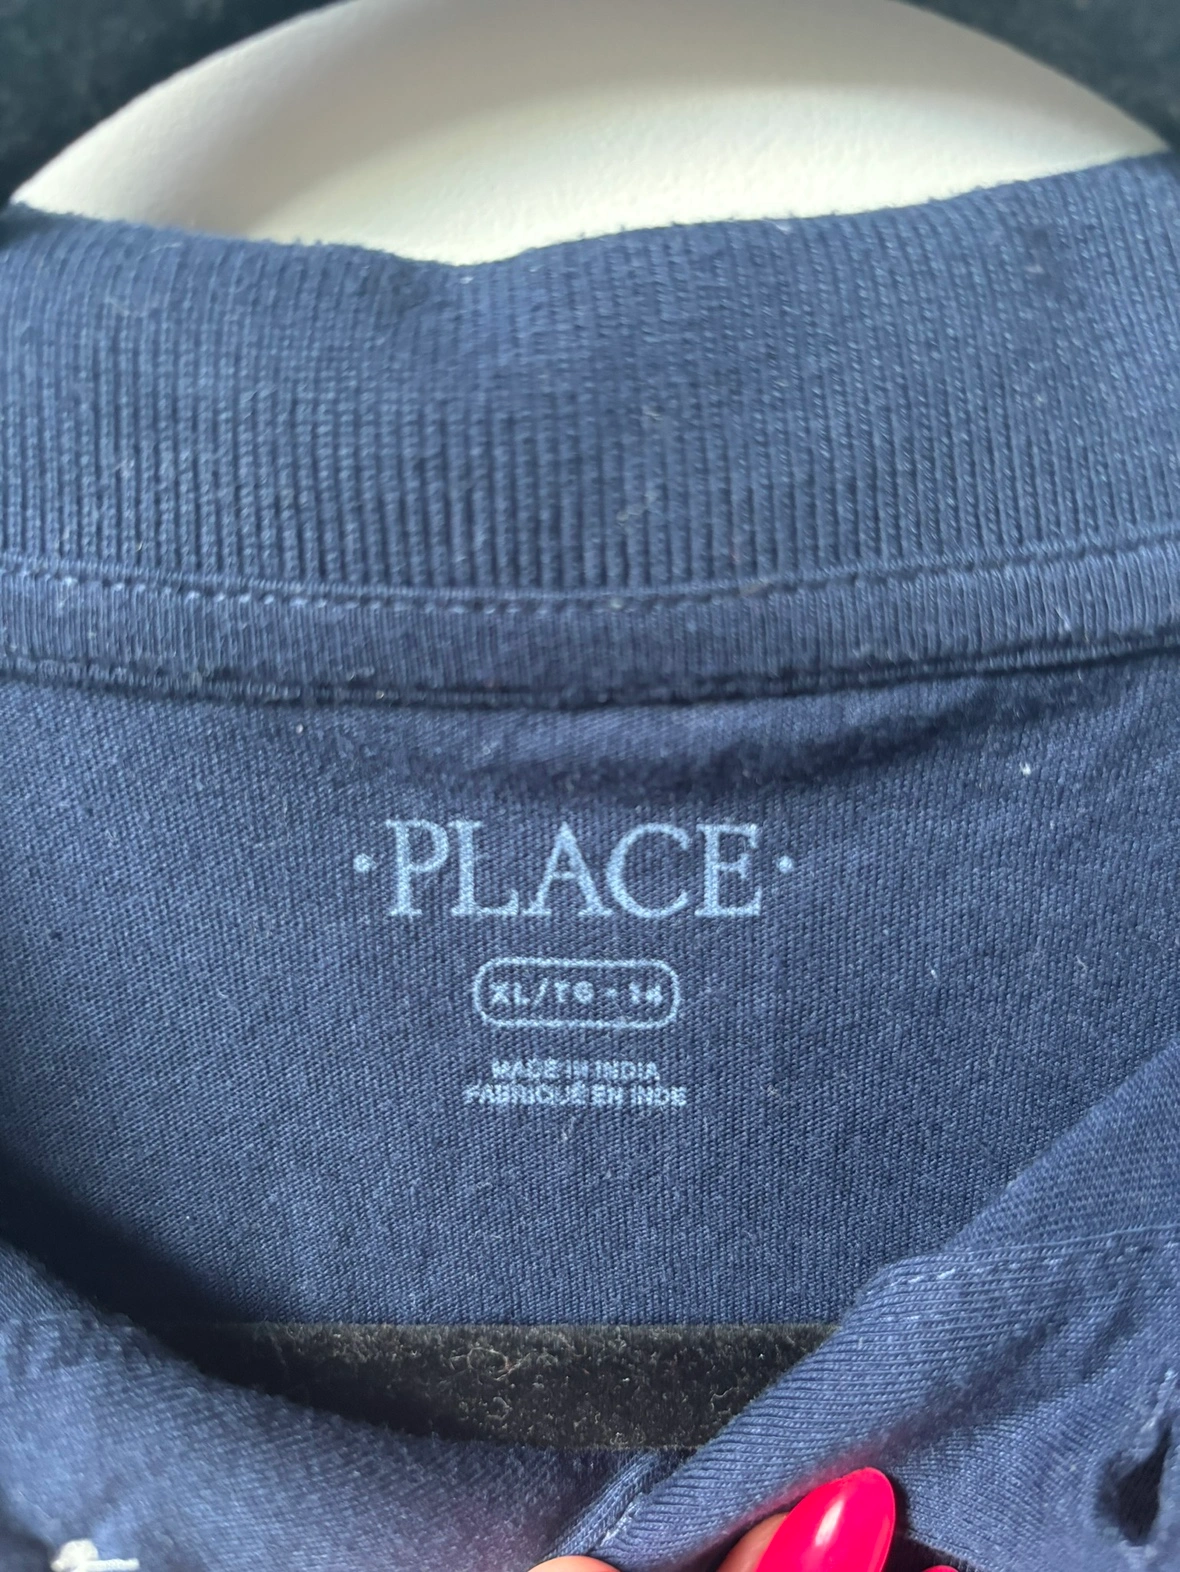 ·PLACE·
XL/TG - 14
MADE IN INDIA
FABRIQUÉ EN INDE